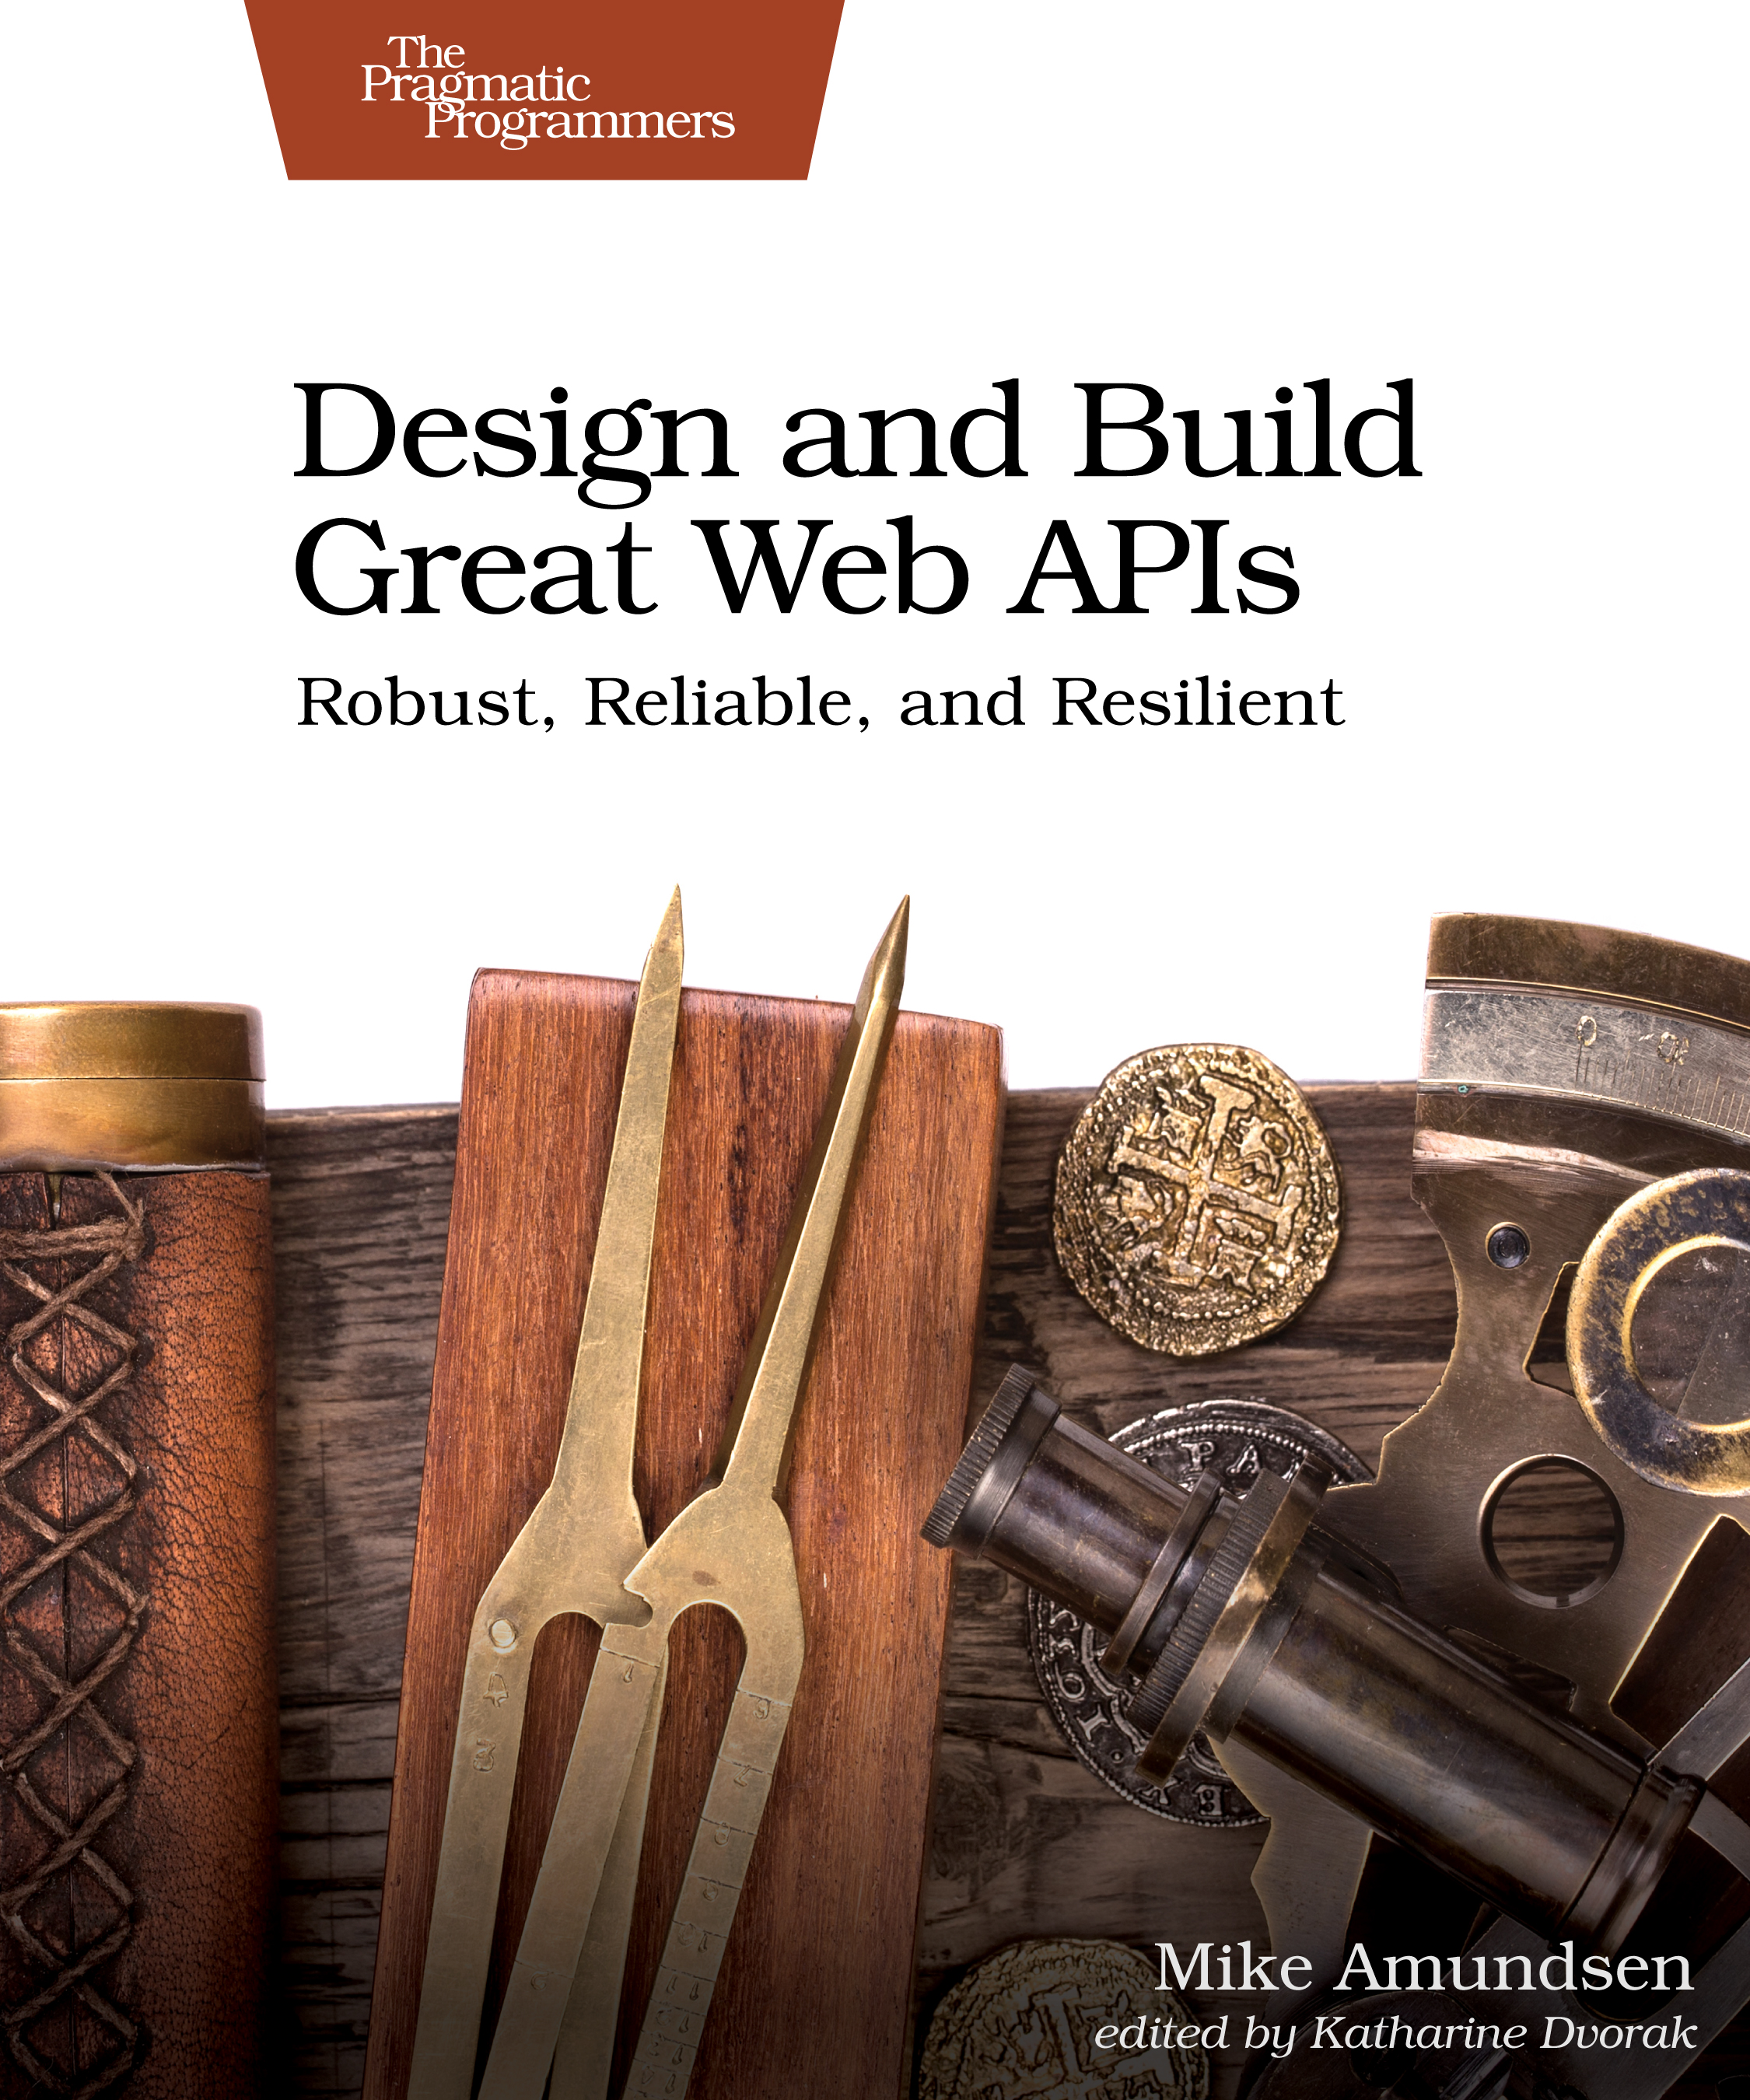 The
Pragmatic
Programmers
Design and Build
Great Web APIs
Robust, Reliable, and Resilient
Mike Amundsen
edited by Katharine Dvorak